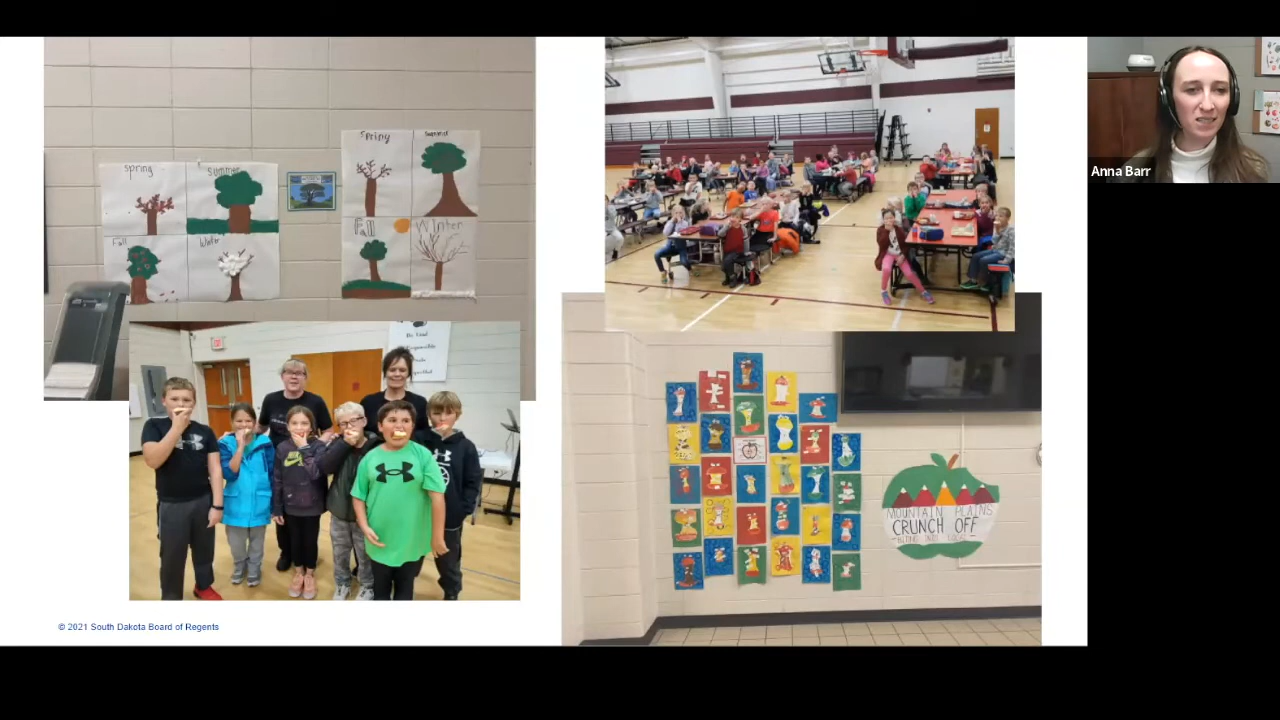 spring
summer
Fall
Winter
Spring
Summer
Fall
Winter
MOUNTAIN PLAINS
CRUNCH OFF
Anna Barr
© 2021 South Dakota Board of Regents